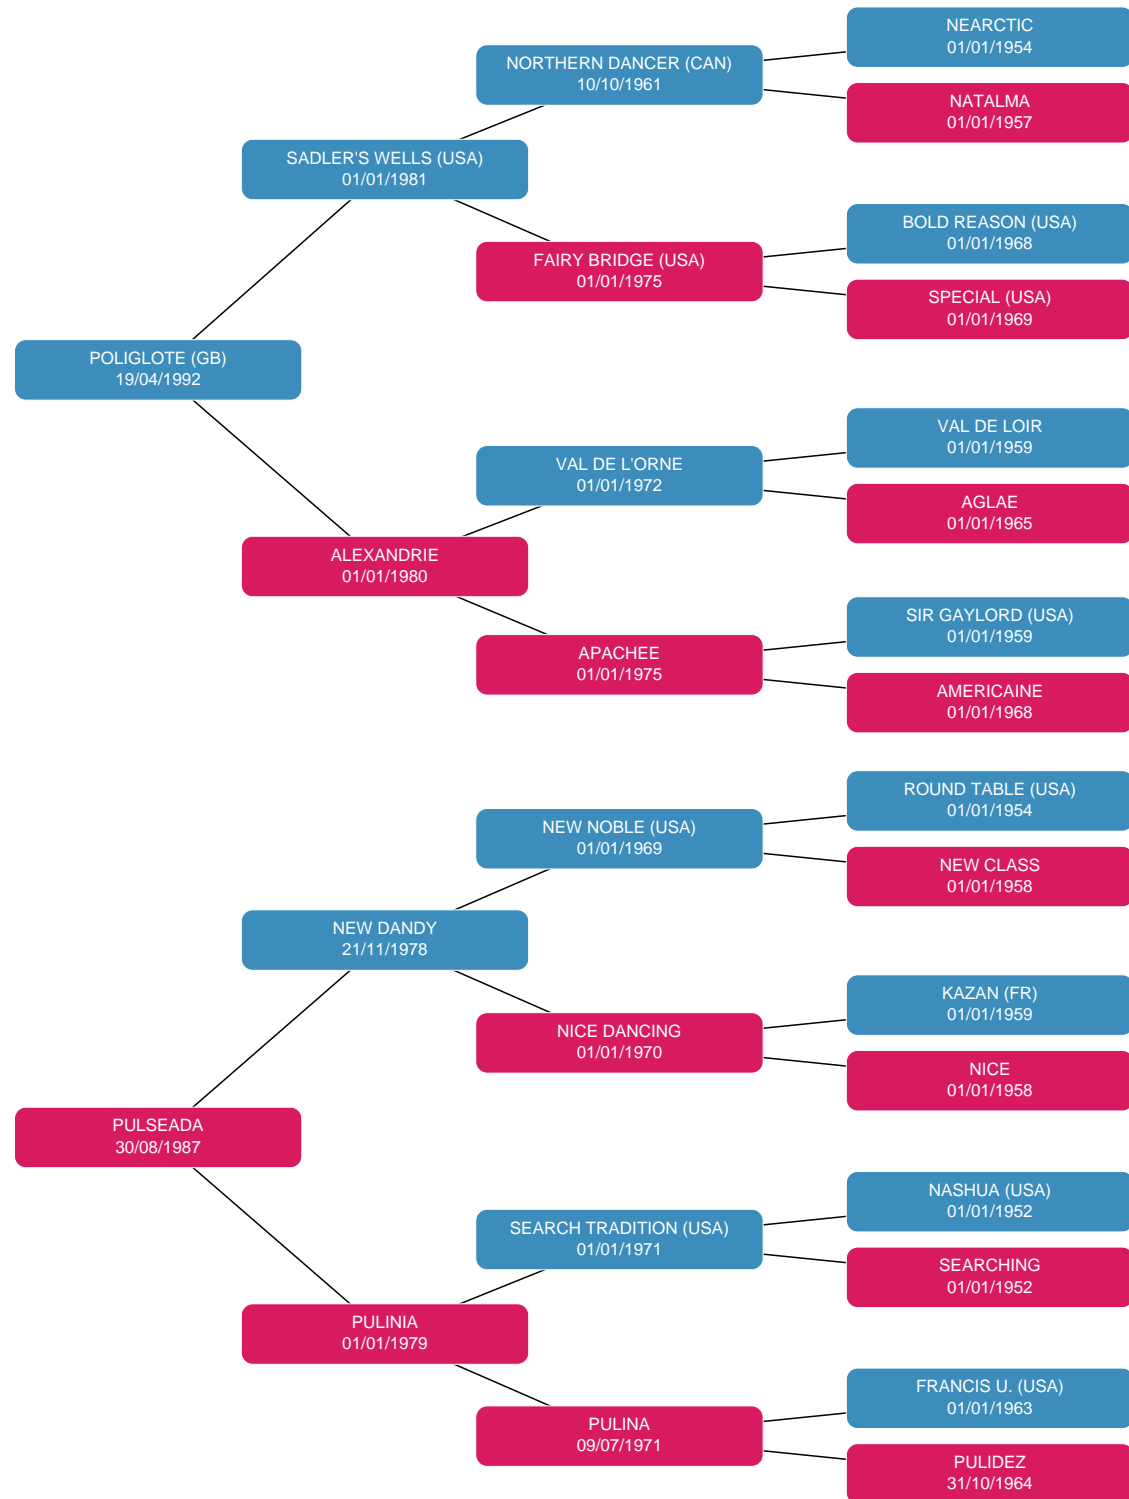 NEARCTIC
01/01/1954
NORTHERN DANCER (CAN)
10/10/1961
NATALMA
01/01/1957
SADLER'S WELLS (USA)
01/01/1981
BOLD REASON (USA)
01/01/1968
FAIRY BRIDGE (USA)
01/01/1975
SPECIAL (USA)
01/01/1969
POLIGLOTE (GB)
19/04/1992
VAL DE LOIR
01/01/1959
VAL DE L'ORNE
01/01/1972
AGLAE
01/01/1965
ALEXANDRIE
01/01/1980
SIR GAYLORD (USA)
01/01/1959
APACHEE
01/01/1975
AMERICAINE
01/01/1968
ROUND TABLE (USA)
01/01/1954
NEW NOBLE (USA)
01/01/1969
NEW CLASS
01/01/1958
NEW DANDY
21/11/1978
KAZAN (FR)
01/01/1959
NICE DANCING
01/01/1970
NICE
01/01/1958
PULSEADA
30/08/1987
NASHUA (USA)
01/01/1952
SEARCH TRADITION (USA)
01/01/1971
SEARCHING
01/01/1952
PULINIA
01/01/1979
FRANCIS U. (USA)
01/01/1963
PULINA
09/07/1971
PULIDEZ
31/10/1964